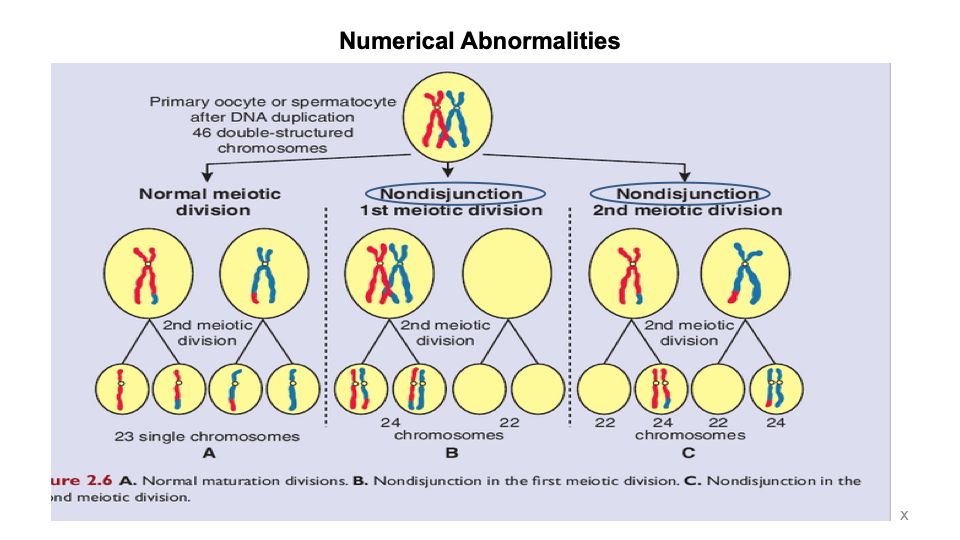 Numerical Abnormalities
Primary oocyte or spermatocyte
after DNA duplication
46 double-structured
chromosomes
Normal meiotic
division
Nondisjunction
1st meiotic division
Nondisjunction
2nd meiotic division
2nd meiotic
division
2nd meiotic
division
2nd meiotic
division
23 single chromosomes
A
24
22
chromosomes
B
22
24
22
24
chromosomes
C
ure 2.6 A. Normal maturation divisions. B. Nondisjunction in the first meiotic division. C. Nondisjunction in the
ond meiotic division.
x